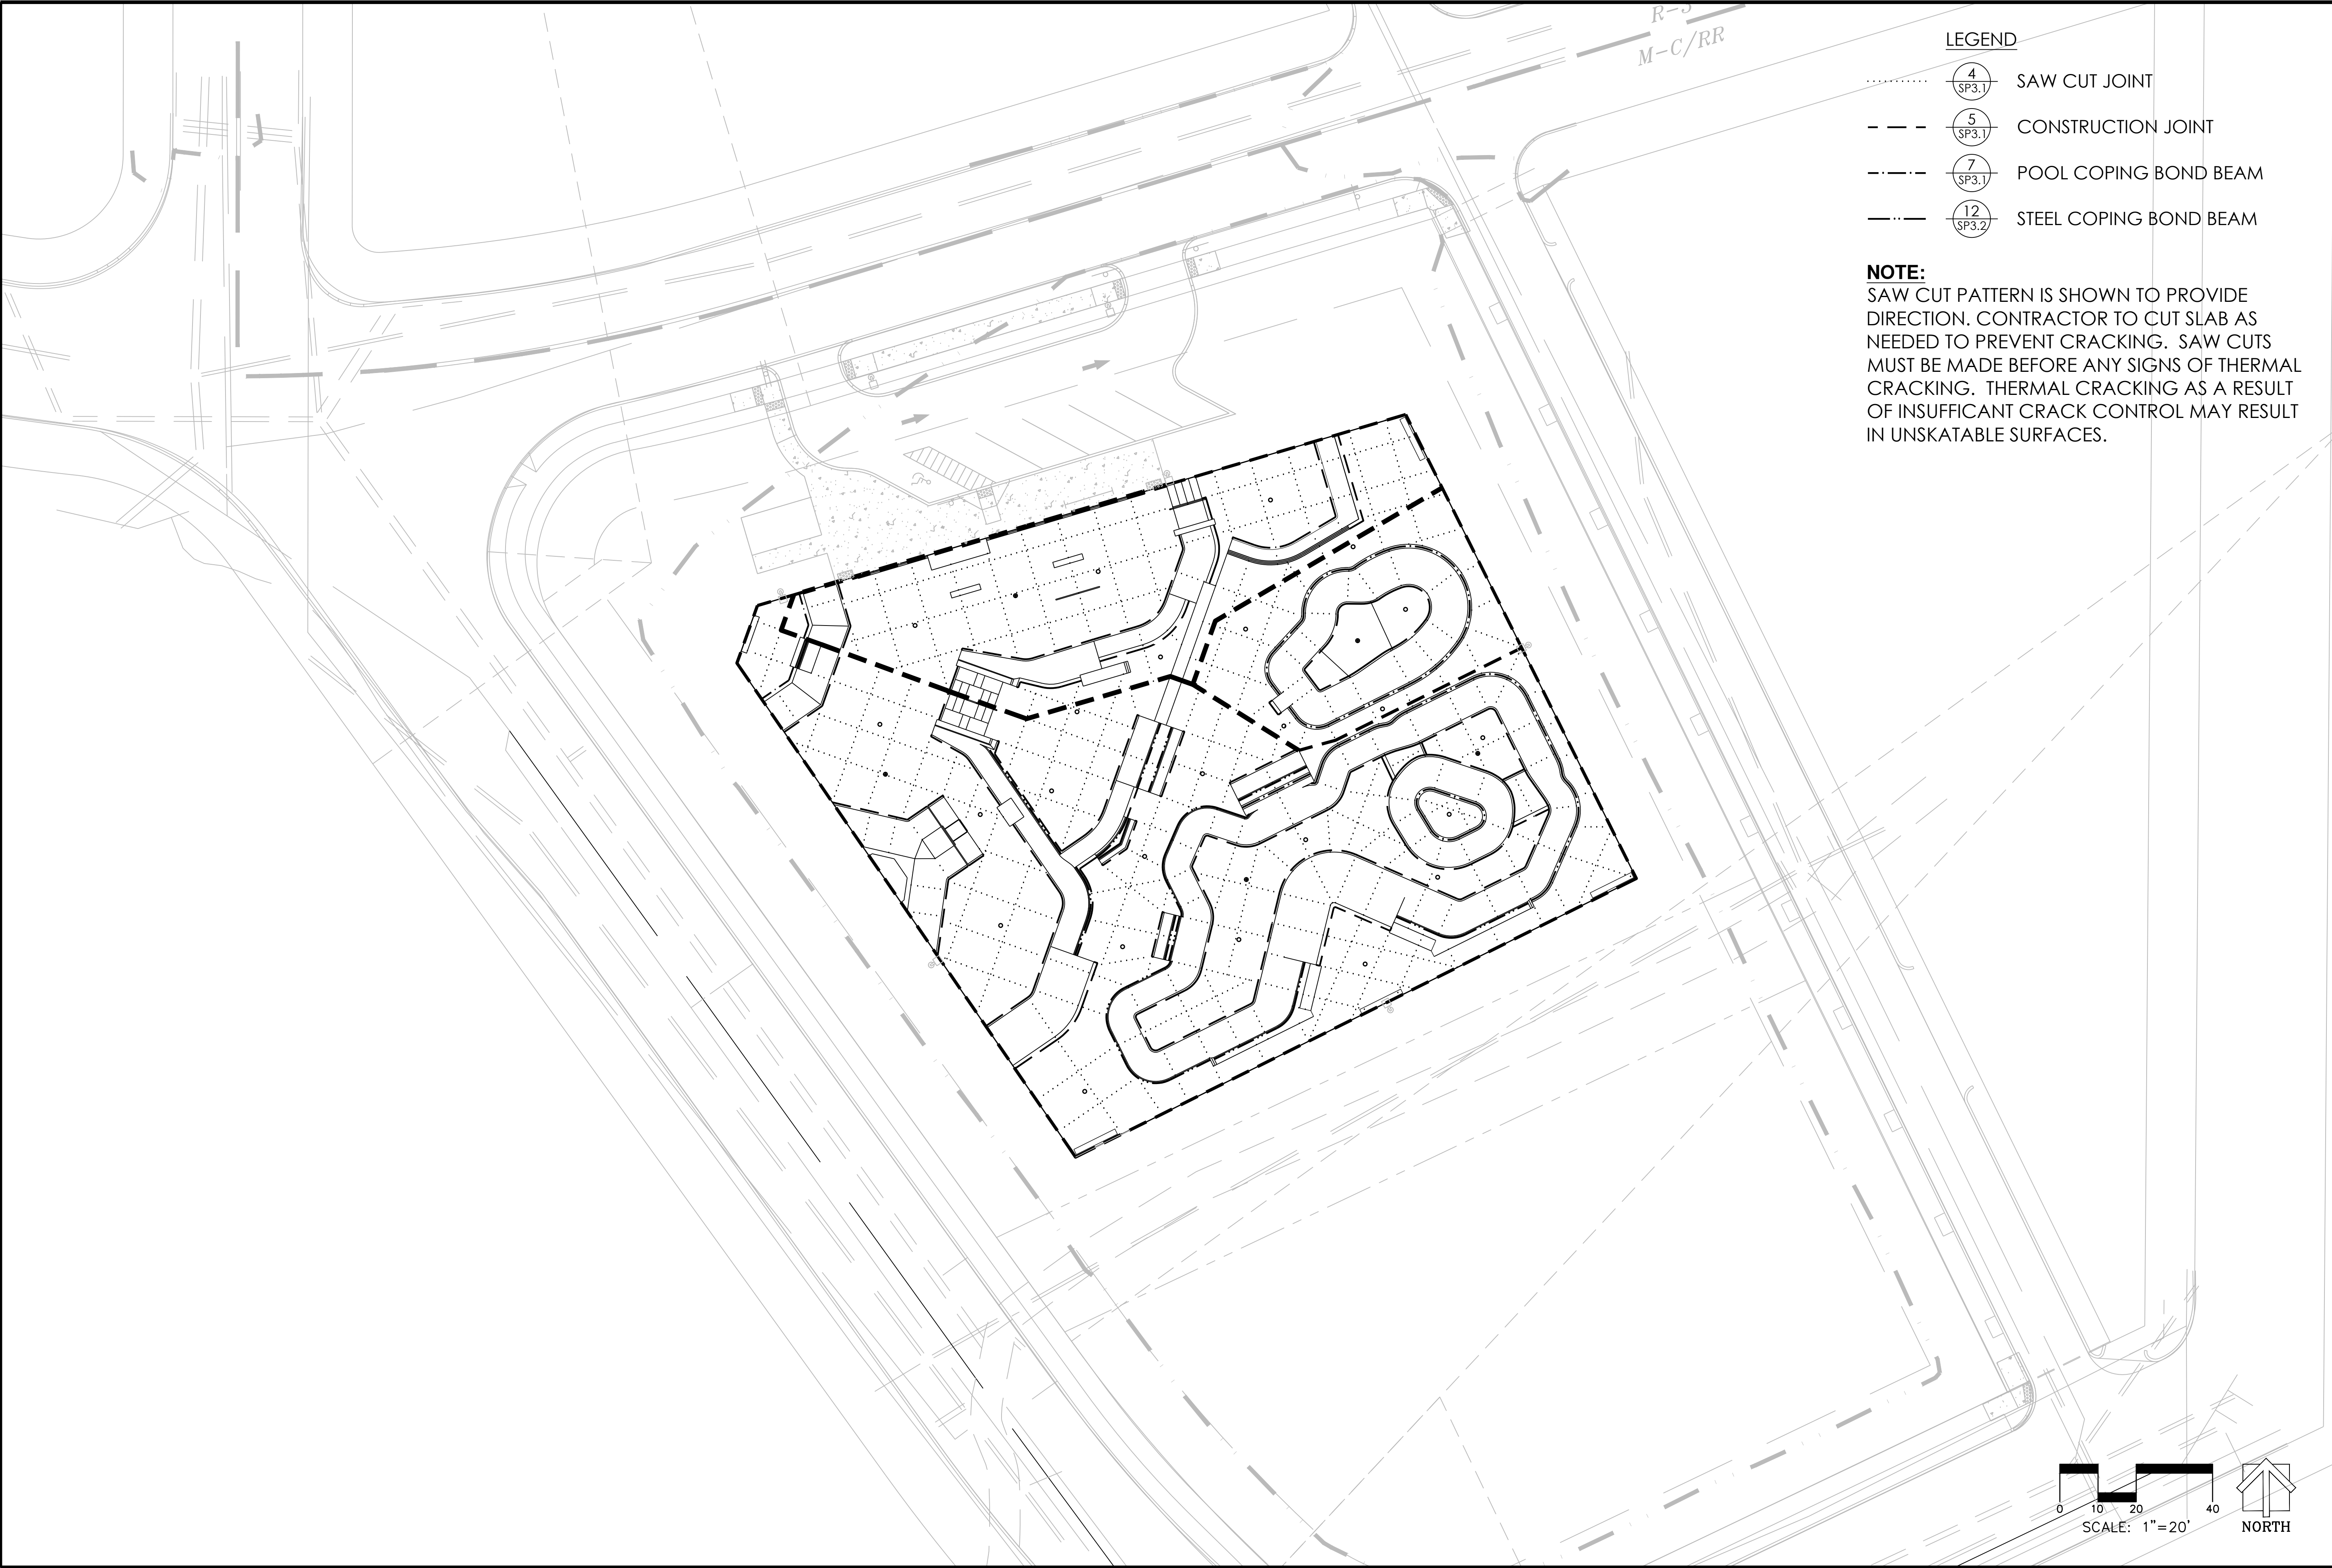 R-3
M-C/RR
LEGEND
4
SP3.1
SAW CUT JOINT
5
SP3.1
CONSTRUCTION JOINT
7
SP3.1
POOL COPING BOND BEAM
12
SP3.2
STEEL COPING BOND BEAM
NOTE:
SAW CUT PATTERN IS SHOWN TO PROVIDE
DIRECTION. CONTRACTOR TO CUT SLAB AS
NEEDED TO PREVENT CRACKING. SAW CUTS
MUST BE MADE BEFORE ANY SIGNS OF THERMAL
CRACKING. THERMAL CRACKING AS A RESULT
OF INSUFFICANT CRACK CONTROL MAY RESULT
IN UNSKATABLE SURFACES.
0 10 20 40
SCALE: 1"=20'
NORTH